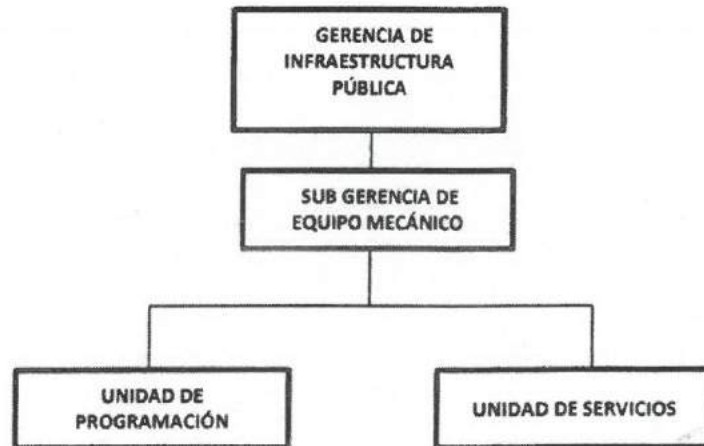 GERENCIA DE
INFRAESTRUCTURA
PÚBLICA
SUB GERENCIA DE
EQUIPO MECÁNICO
UNIDAD DE
PROGRAMACIÓN
UNIDAD DE SERVICIOS